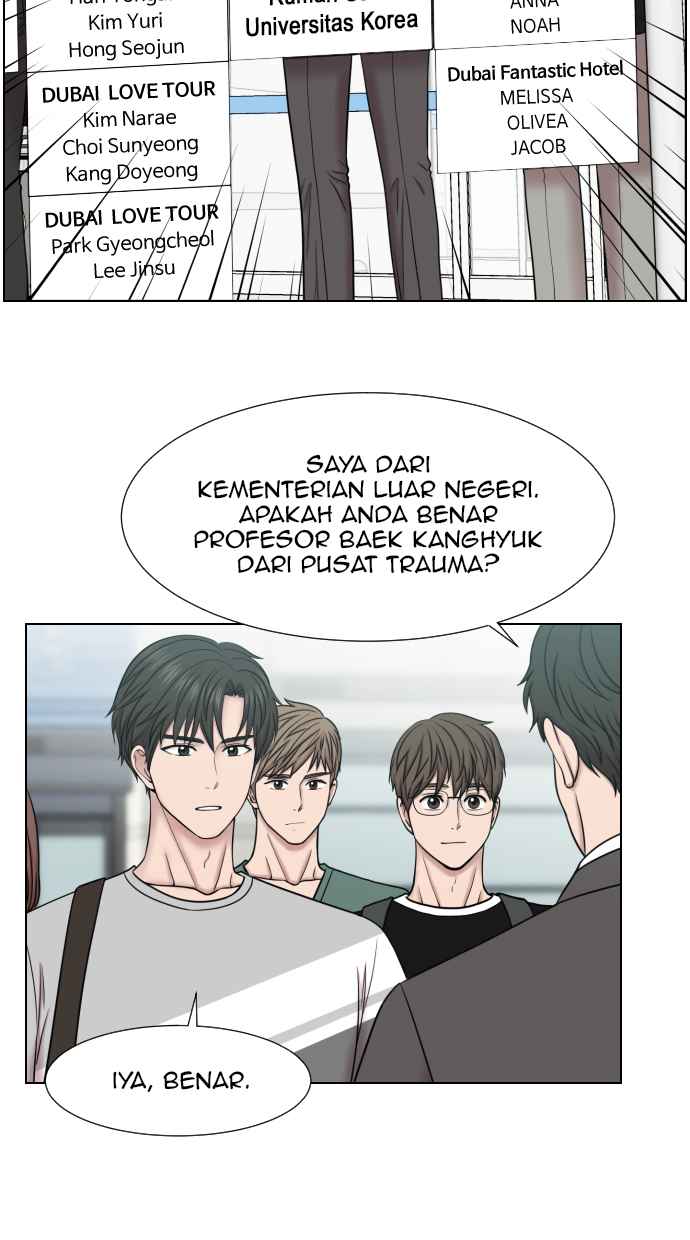 Kim Yuri
Hong Seojun
DUBAI LOVE TOUR
Kim Narae
Choi Sunyeong
Kang Doyeong
DUBAI LOVE TOUR
Park Gyeongcheol
Lee Jinsu
Universitas Korea
ANNA
NOAH
Dubai Fantastic Hotel
MELISSA
OLIVEA
JACOB
SAYA DARI
KEMENTERIAN LUAR NEGERI.
APAKAH ANDA BENAR
PROFESOR BAEK KANGHYUK
DARI PUSAT TRAUMA?
IYA, BENAR.